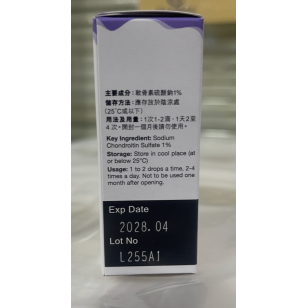 主要成分：軟骨素硫酸鈉1%
儲存方法：應存放於陰涼處
(25℃或以下)
用法及用量：1次1-2滴，1天2至
4次。開封一個月後請勿使用。
Key Ingredient: Sodium
Chondroitin Sulfate 1%
Storage: Store in cool place (at
or below 25°C)
Usage: 1 to 2 drops a time, 2-4
times a day. Not to be used one
month after opening.
Exp Date
2028.04
Lot No
L255A1